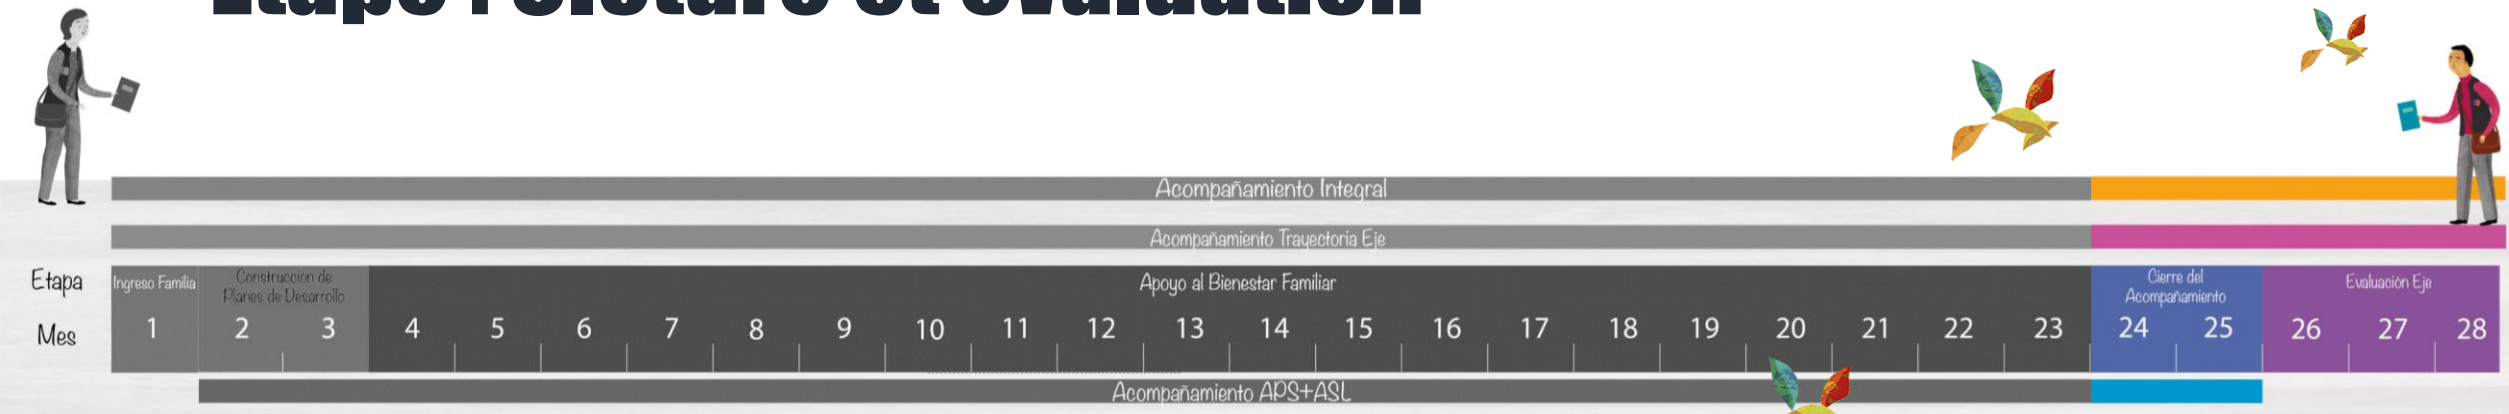 Acompañamiento Integral
Acompañamiento Trayectoria Eje
Etapa
Ingreso Familia
Construcción de
Planes de Desarrollo
Apoyo al Bienestar Familiar
Cierre del
Acompañamiento
Evaluación Eje
Mes
1 2 3 4 5 6 7 8 9 10 11 12 13 14 15 16 17 18 19 20 21 22 23 24 25 26 27 28
Acompañamiento APS+ASL